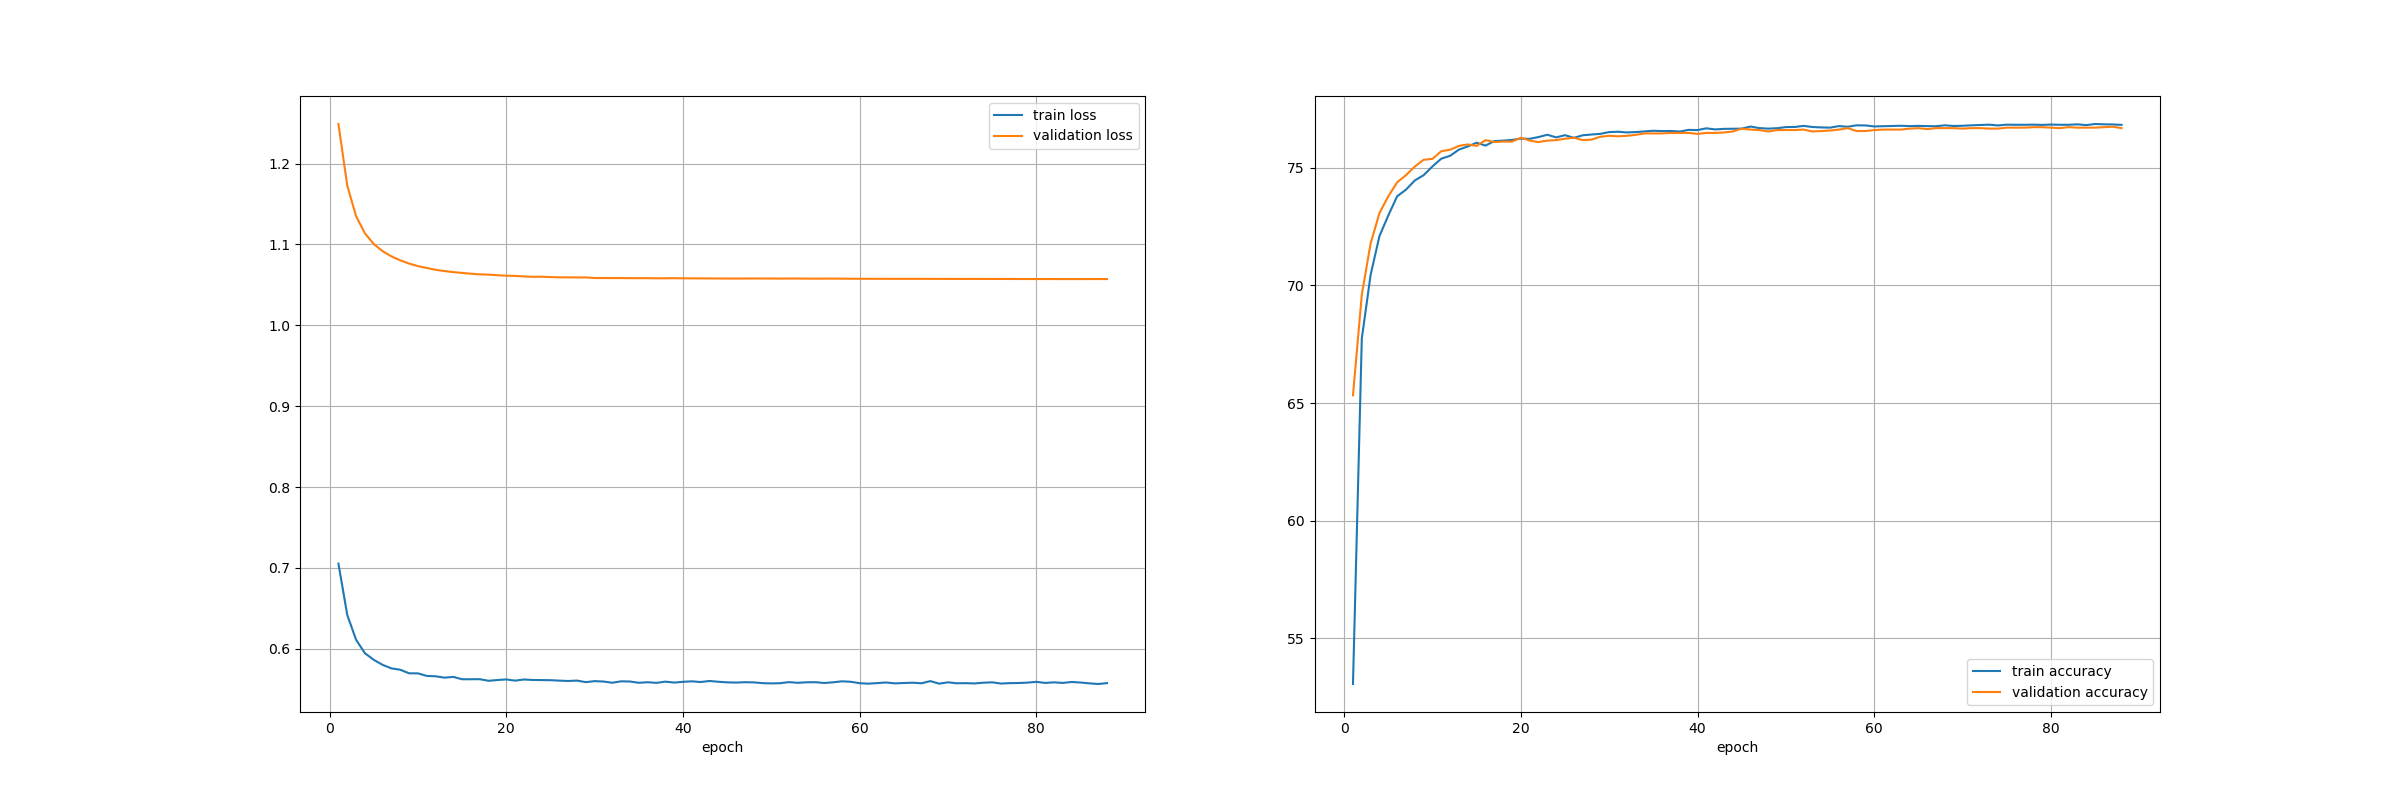 train loss
validation loss
1.2
1.1
1.0
0.9
0.8
0.7
0.6
0 20 40 60 80
epoch
75
70
65
60
55
train accuracy
validation accuracy
0 20 40 60 80
epoch